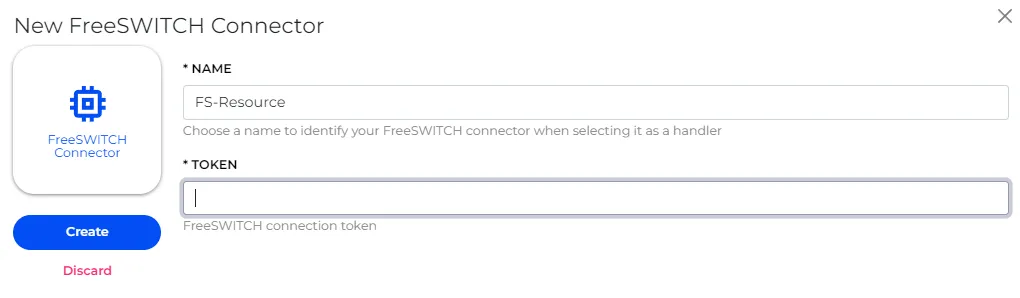 New FreeSWITCH Connector
FreeSWITCH
Connector
Create
Discard
* NAME
FS-Resource
Choose a name to identify your FreeSWITCH connector when selecting it as a handler
* TOKEN
FreeSWITCH connection token